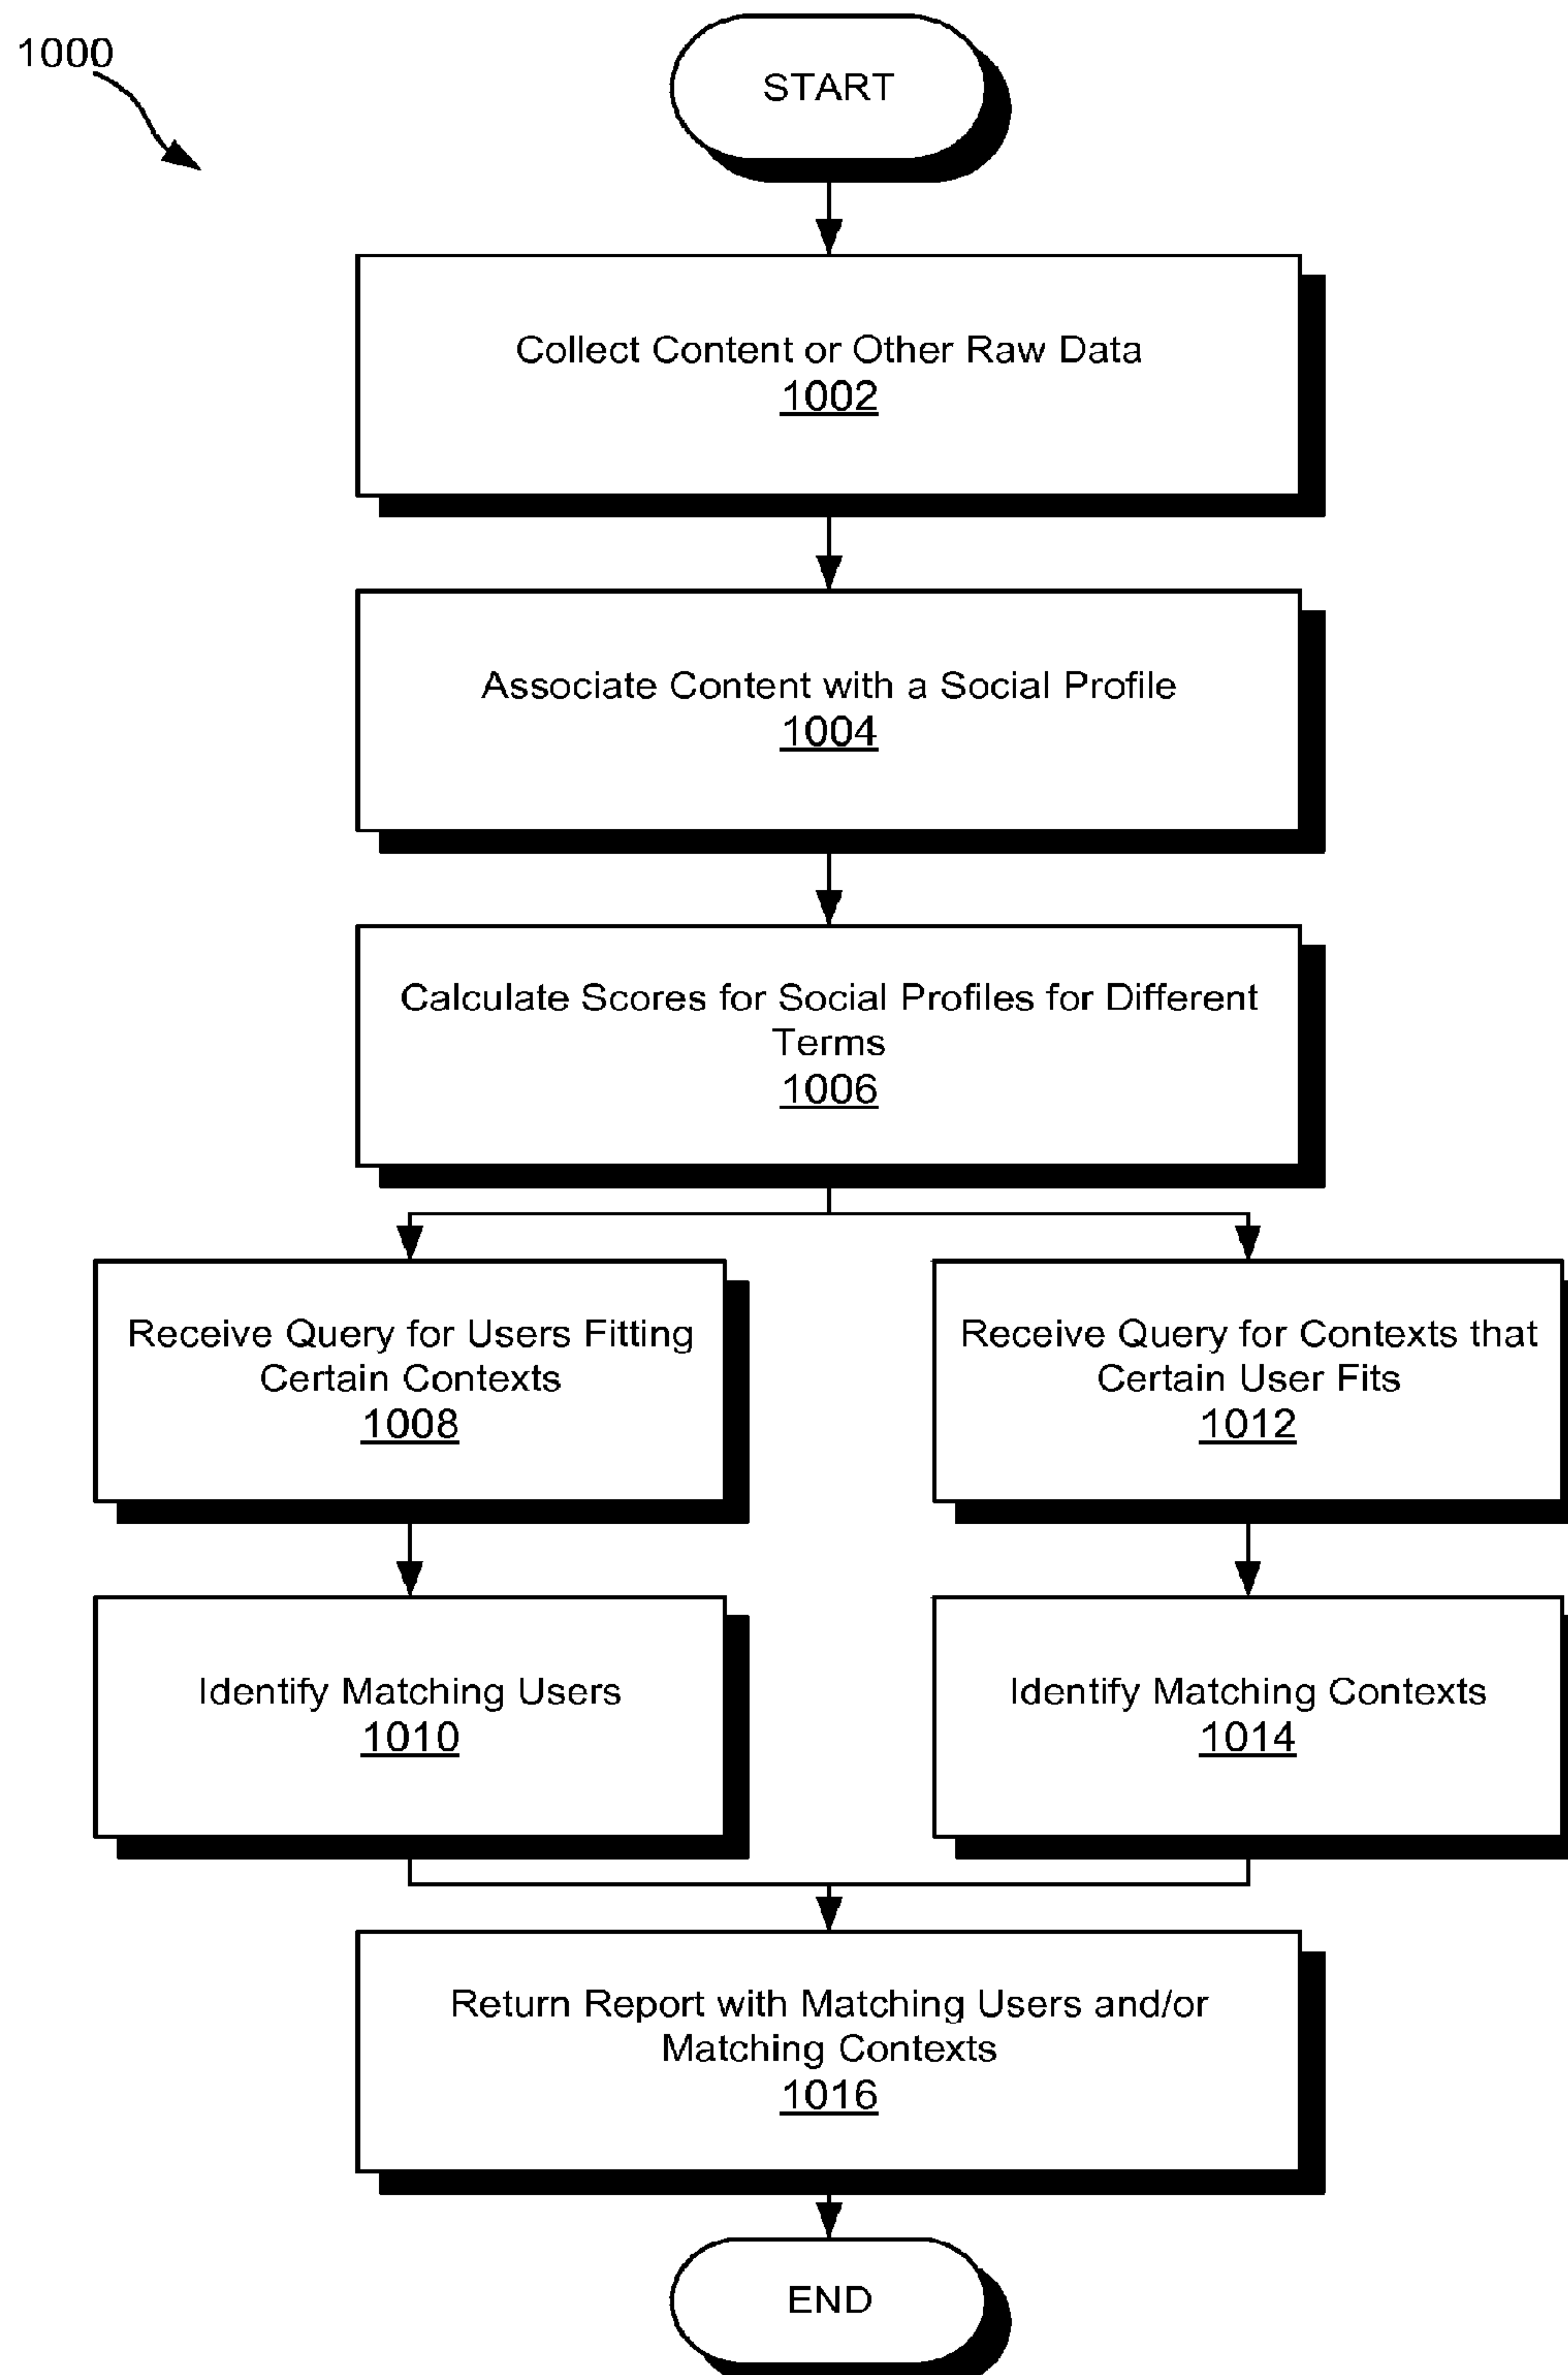 1000
START
Collect Content or Other Raw Data
1002
Associate Content with a Social Profile
1004
Calculate Scores for Social Profiles for Different
Terms
1006
Receive Query for Users Fitting
Certain Contexts
1008
Receive Query for Contexts that
Certain User Fits
1012
Identify Matching Users
1010
Identify Matching Contexts
1014
Return Report with Matching Users and/or
Matching Contexts
1016
END